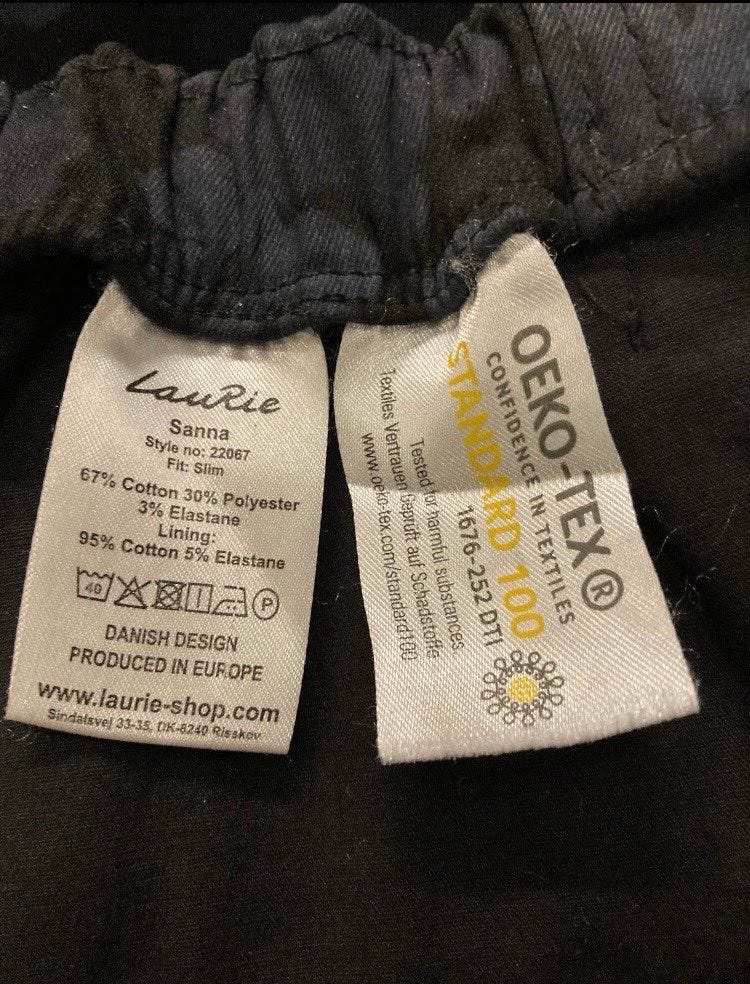 LauRie
Sanna
Style no: 22067
Fit: Slim
67% Cotton 30% Polyester
3% Elastane
Lining:
95% Cotton 5% Elastane
40 P
DANISH DESIGN
PRODUCED IN EUROPE
www.laurie-shop.com
Sindalsvej 33-35, DK-8240 Risskov
OEKO-TEX®
CONFIDENCE IN TEXTILES
STANDARD 100
1676-252 DTI
Tested for harmful substances.
Textiles Vertrauen Geprüft auf Schadstoffe
www.oeko-tex.com/standard100